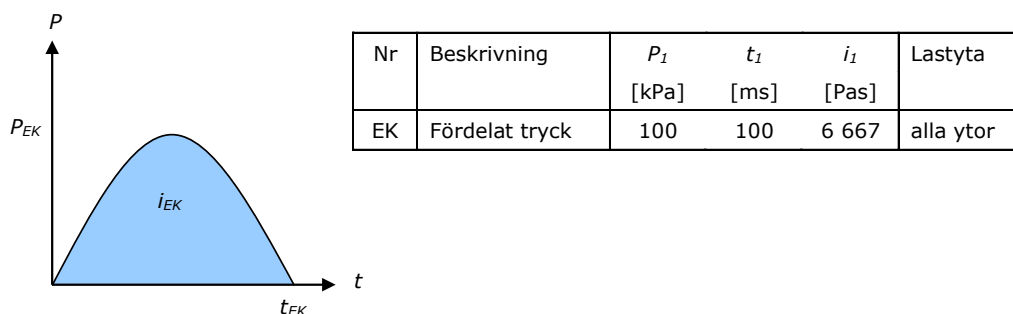 P
P_EK
i_EK
t
t_EK
Nr Beskrivning P_1 t_1 i_1 Lastyta
[kPa] [ms] [Pas]
EK Fördelat tryck 100 100 6 667 alla ytor